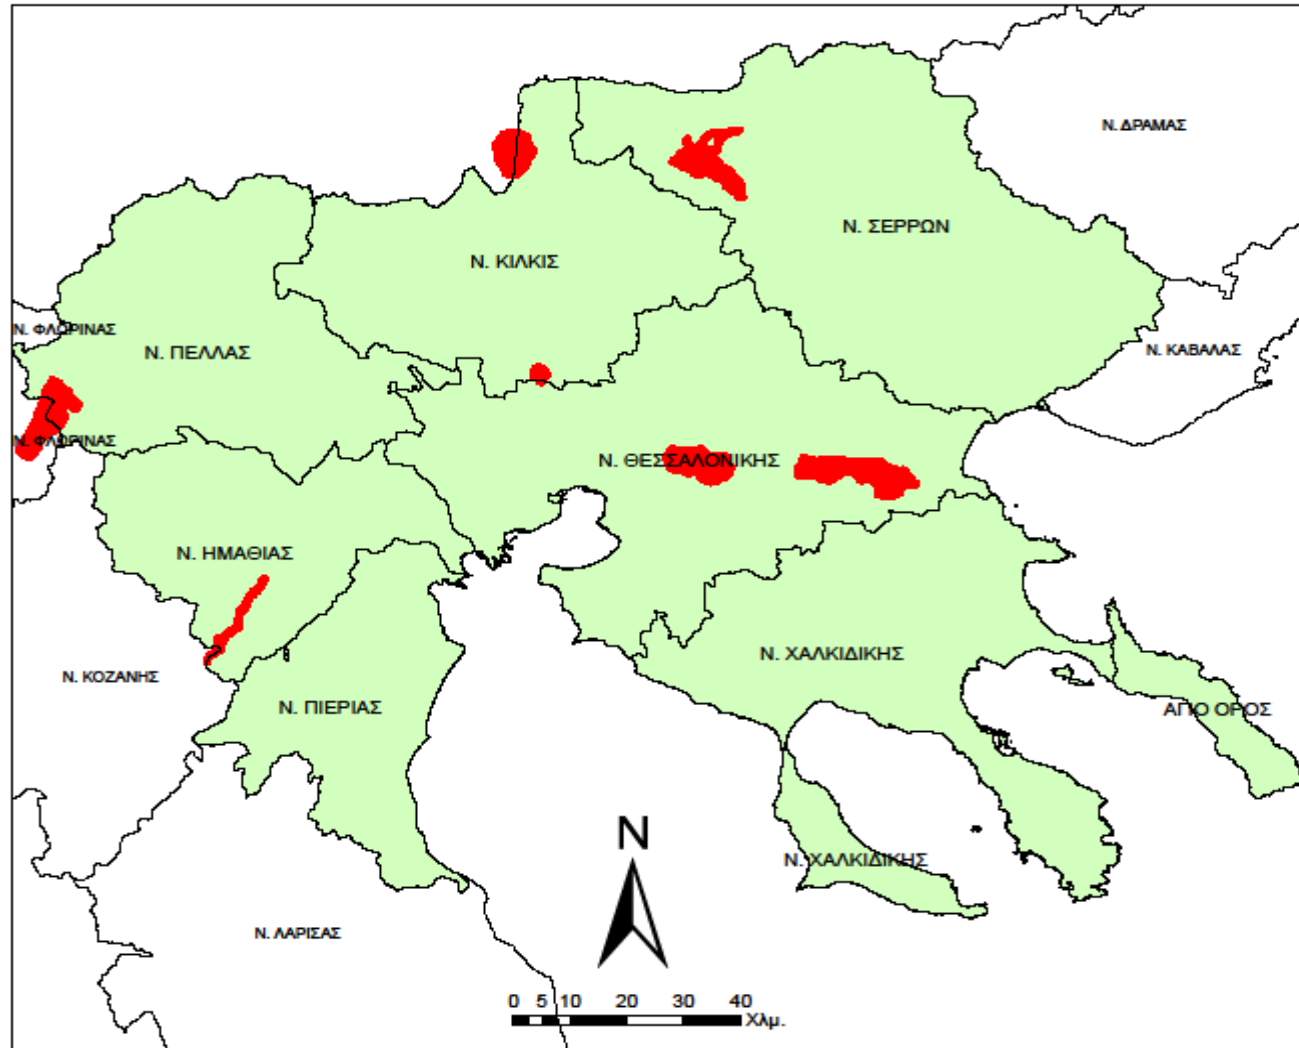 Ν. ΔΡΑΜΑΣ
Ν. ΣΕΡΡΩΝ
Ν. ΚΙΛΚΙΣ
Ν. ΦΛΩΡΙΝΑΣ
Ν. ΠΕΛΛΑΣ
Ν. ΚΑΒΑΛΑΣ
Ν. ΦΛΩΡΙΝΑΣ
Ν. ΘΕΣΣΑΛΟΝΙΚΗΣ
Ν. ΗΜΑΘΙΑΣ
Ν. ΧΑΛΚΙΔΙΚΗΣ
Ν. ΚΟΖΑΝΗΣ
Ν. ΠΙΕΡΙΑΣ
ΑΓΙΟ ΟΡΟΣ
N
Ν. ΧΑΛΚΙΔΙΚΗΣ
Ν. ΛΑΡΙΣΑΣ
0 5 10 20 30 40
Χλμ.